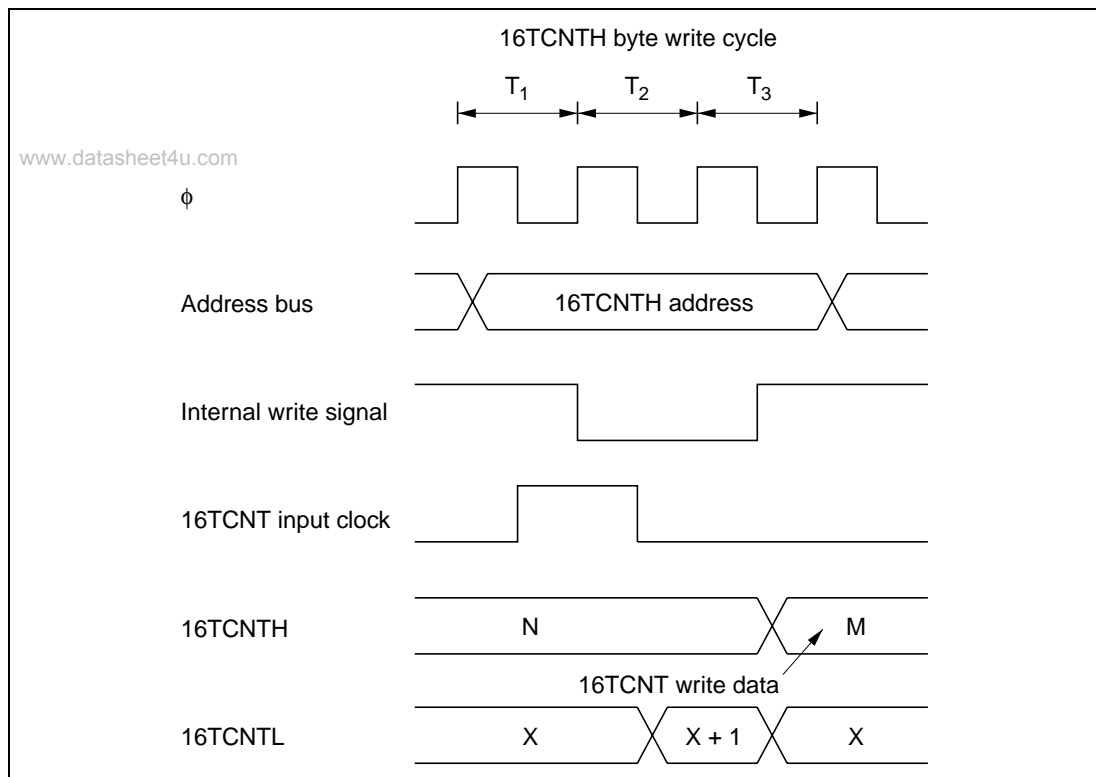 16TCNTH byte write cycle
T1 T2 T3
www.datasheet4u.com
φ
Address bus
16TCNTH address
Internal write signal
16TCNT input clock
16TCNTH
N
M
16TCNT write data
16TCNTL
X
X + 1
X